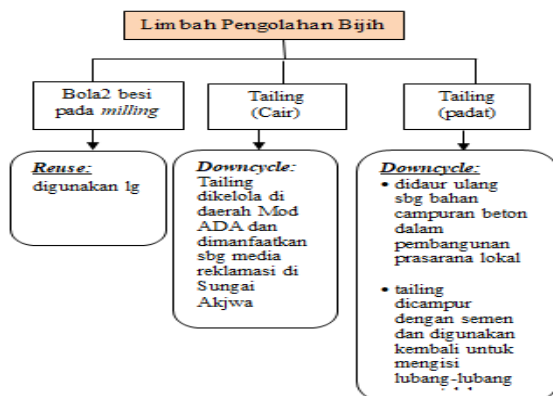 Limbah Pengolahan Bijih
Bola2 besi
pada milling
Tailing
(Cair)
Tailing
(padat)
Reuse:
digunakan lg
Downcycle:
Tailing
dikelola di
daerah Mod
ADA dan
dimanfaatkan
sbg media
reklamasi di
Sungai
Akjwa
Downcycle:
• didaur ulang
sbg bahan
campuran beton
dalam
pembangunan
prasarana lokal
• tailing
dicampur
dengan semen
dan digunakan
kembali untuk
mengisi
lubang-lubang